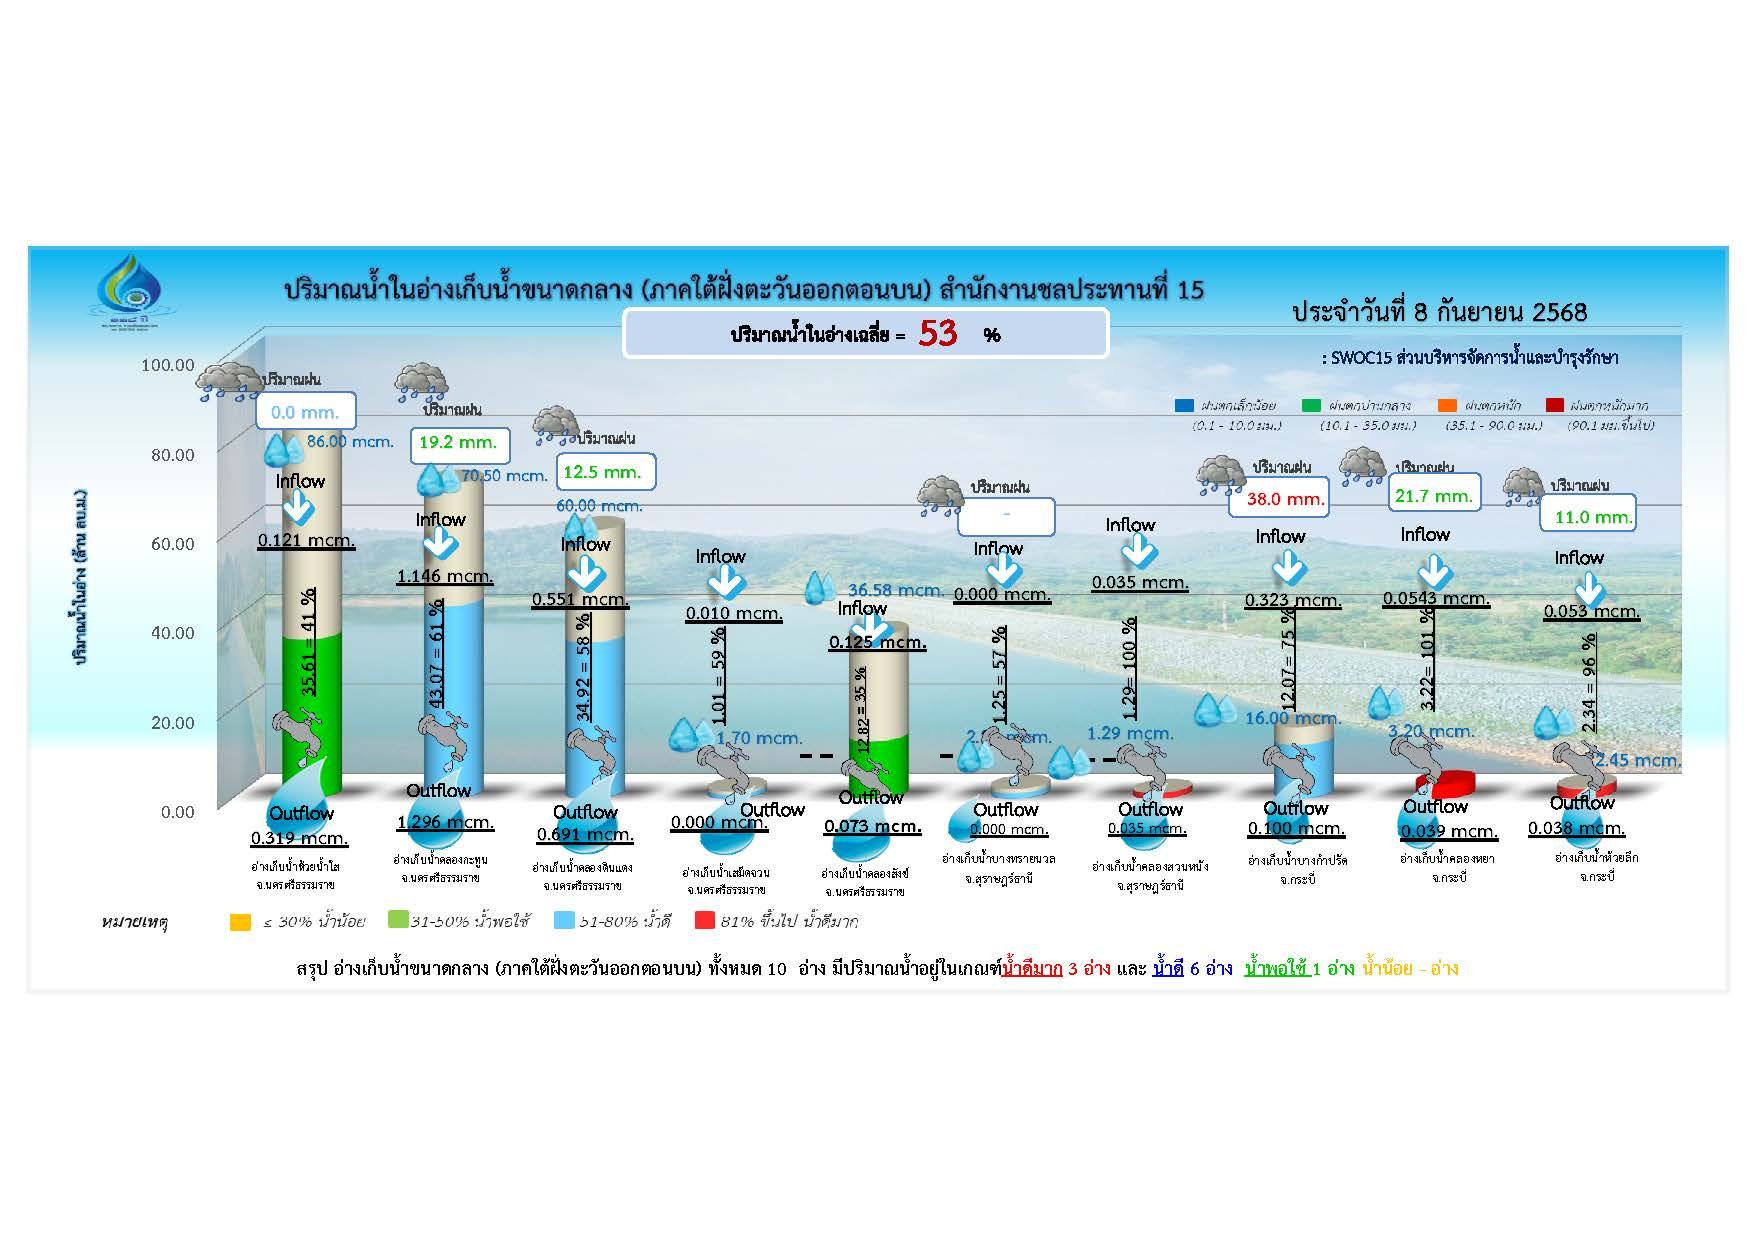 ปริมาณน้ำในอ่างเก็บน้ำขนาดกลาง (ภาคใต้ฝั่งตะวันออกตอนบน) สำนักงานชลประทานที่ 15
ประจำวันที่ 8 กันยายน 2568
ปริมาณน้ำในอ่างเฉลี่ย = 53 %
: SWOC15 ส่วนบริหารจัดการน้ำและบำรุงรักษา
ฝนตกเล็กน้อย
(0.1 - 10.0 มม.)
ฝนตกปานกลาง
(10.1 - 35.0 มม.)
ฝนตกหนัก
(35.1 - 90.0 มม.)
ฝนตกหนักมาก
(90.1 มม.ขึ้นไป)
ปริมาณน้ำในอ่าง (ล้าน ลบ.ม.)
100.00
80.00
60.00
40.00
20.00
0.00
ปริมาณฝน
0.0 mm.
86.00 mcm.
Inflow
0.121 mcm.
35.61 = 41 %
Outflow
0.319 mcm.
อ่างเก็บน้ำห้วยน้ำใส
จ.นครศรีธรรมราช
ปริมาณฝน
19.2 mm.
70.50 mcm.
Inflow
1.146 mcm.
43.07 = 61 %
Outflow
1.296 mcm.
อ่างเก็บน้ำคลองกะทูน
จ.นครศรีธรรมราช
ปริมาณฝน
12.5 mm.
60.00 mcm.
Inflow
0.551 mcm.
34.92 = 58 %
Outflow
0.691 mcm.
อ่างเก็บน้ำคลองดินแดง
จ.นครศรีธรรมราช
Inflow
0.010 mcm.
1.01 = 59 %
1.70 mcm.
Outflow
0.000 mcm.
อ่างเก็บน้ำเสม็ดจวน
จ.นครศรีธรรมราช
36.58 mcm.
Inflow
0.125 mcm.
12.82 = 35 %
Outflow
0.073 mcm.
อ่างเก็บน้ำคลองสังข์
จ.นครศรีธรรมราช
ปริมาณฝน
-
Inflow
0.000 mcm.
1.25 = 57 %
Outflow
0.000 mcm.
อ่างเก็บน้ำบางทรายนวล
จ.สุราษฎร์ธานี
Inflow
0.035 mcm.
1.29= 100 %
1.29 mcm.
Outflow
0.035 mcm.
อ่างเก็บน้ำคลองสวนหนัง
จ.สุราษฎร์ธานี
ปริมาณฝน
38.0 mm.
Inflow
0.323 mcm.
12.07= 75 %
16.00 mcm.
Outflow
0.100 mcm.
อ่างเก็บน้ำบางกำปรัด
จ.กระบี่
ปริมาณฝน
21.7 mm.
Inflow
0.0543 mcm.
3.22= 101 %
3.20 mcm.
Outflow
0.039 mcm.
อ่างเก็บน้ำคลองหยา
จ.กระบี่
ปริมาณฝน
11.0 mm.
Inflow
0.053 mcm.
2.34 = 96 %
2.45 mcm.
Outflow
0.038 mcm.
อ่างเก็บน้ำห้วยลึก
จ.กระบี่
หมายเหตุ ≤ 30% น้ำน้อย 31-50% น้ำพอใช้ 51-80% น้ำดี 81% ขึ้นไป น้ำดีมาก
สรุป อ่างเก็บน้ำขนาดกลาง (ภาคใต้ฝั่งตะวันออกตอนบน) ทั้งหมด 10 อ่าง มีปริมาณน้ำอยู่ในเกณฑ์น้ำดีมาก 3 อ่าง และ น้ำดี 6 อ่าง น้ำพอใช้ 1 อ่าง น้ำน้อย - อ่าง